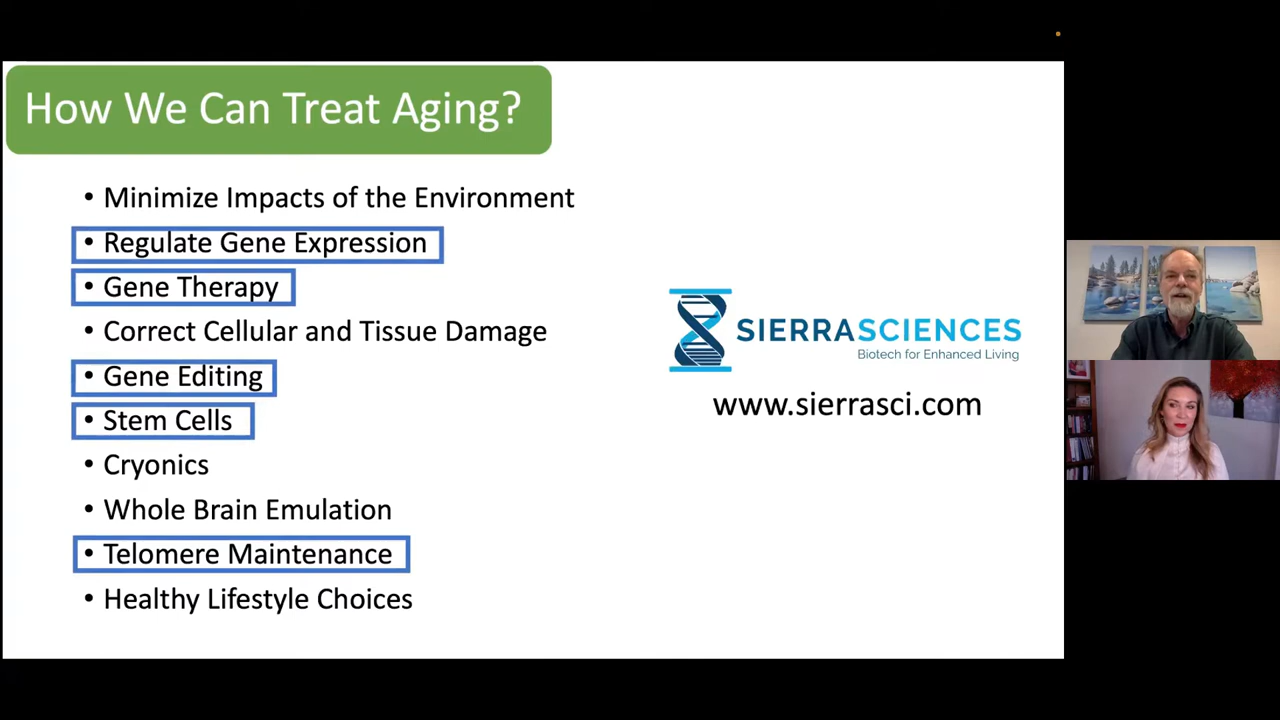 How We Can Treat Aging?
• Minimize Impacts of the Environment
• Regulate Gene Expression
• Gene Therapy
• Correct Cellular and Tissue Damage
• Gene Editing
• Stem Cells
• Cryonics
• Whole Brain Emulation
• Telomere Maintenance
• Healthy Lifestyle Choices
SIERRASCIENCES
Biotech for Enhanced Living
www.sierrasci.com